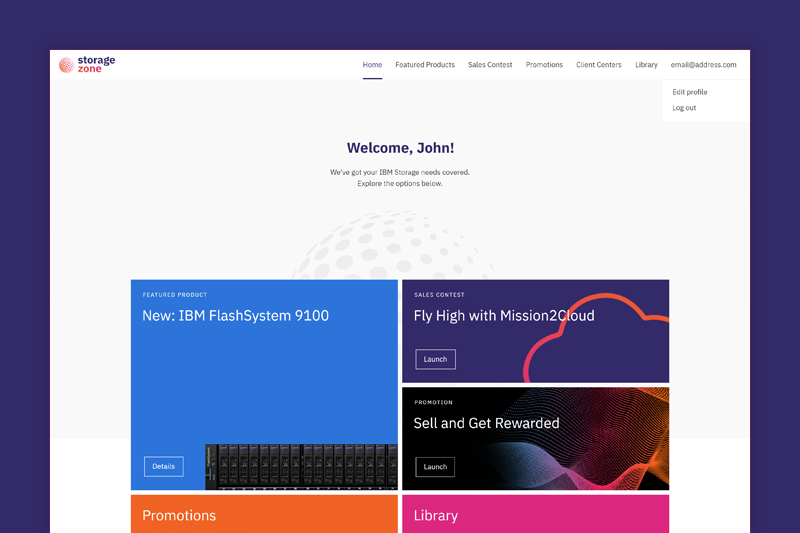 storage
zone
Home
Featured Products
Sales Contest
Promotions
Client Centers
Library
email@address.com
Edit profile
Log out
Welcome, John!
We've got your IBM Storage needs covered.
Explore the options below.
FEATURED PRODUCT
New: IBM FlashSystem 9100
Details
SALES CONTEST
Fly High with Mission2Cloud
Launch
PROMOTION
Sell and Get Rewarded
Launch
Promotions
Library